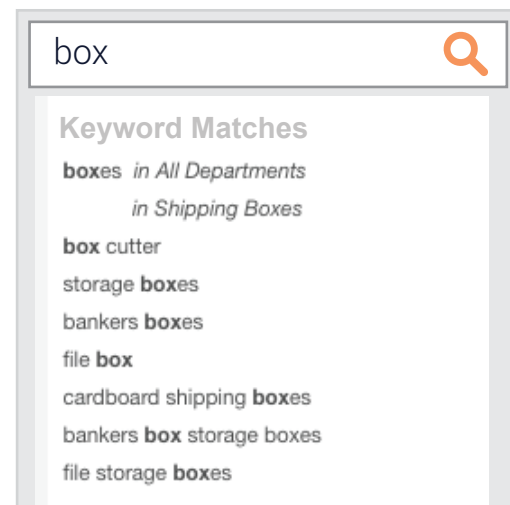 box
Keyword Matches
boxes in All Departments
in Shipping Boxes
box cutter
storage boxes
bankers boxes
file box
cardboard shipping boxes
bankers box storage boxes
file storage boxes